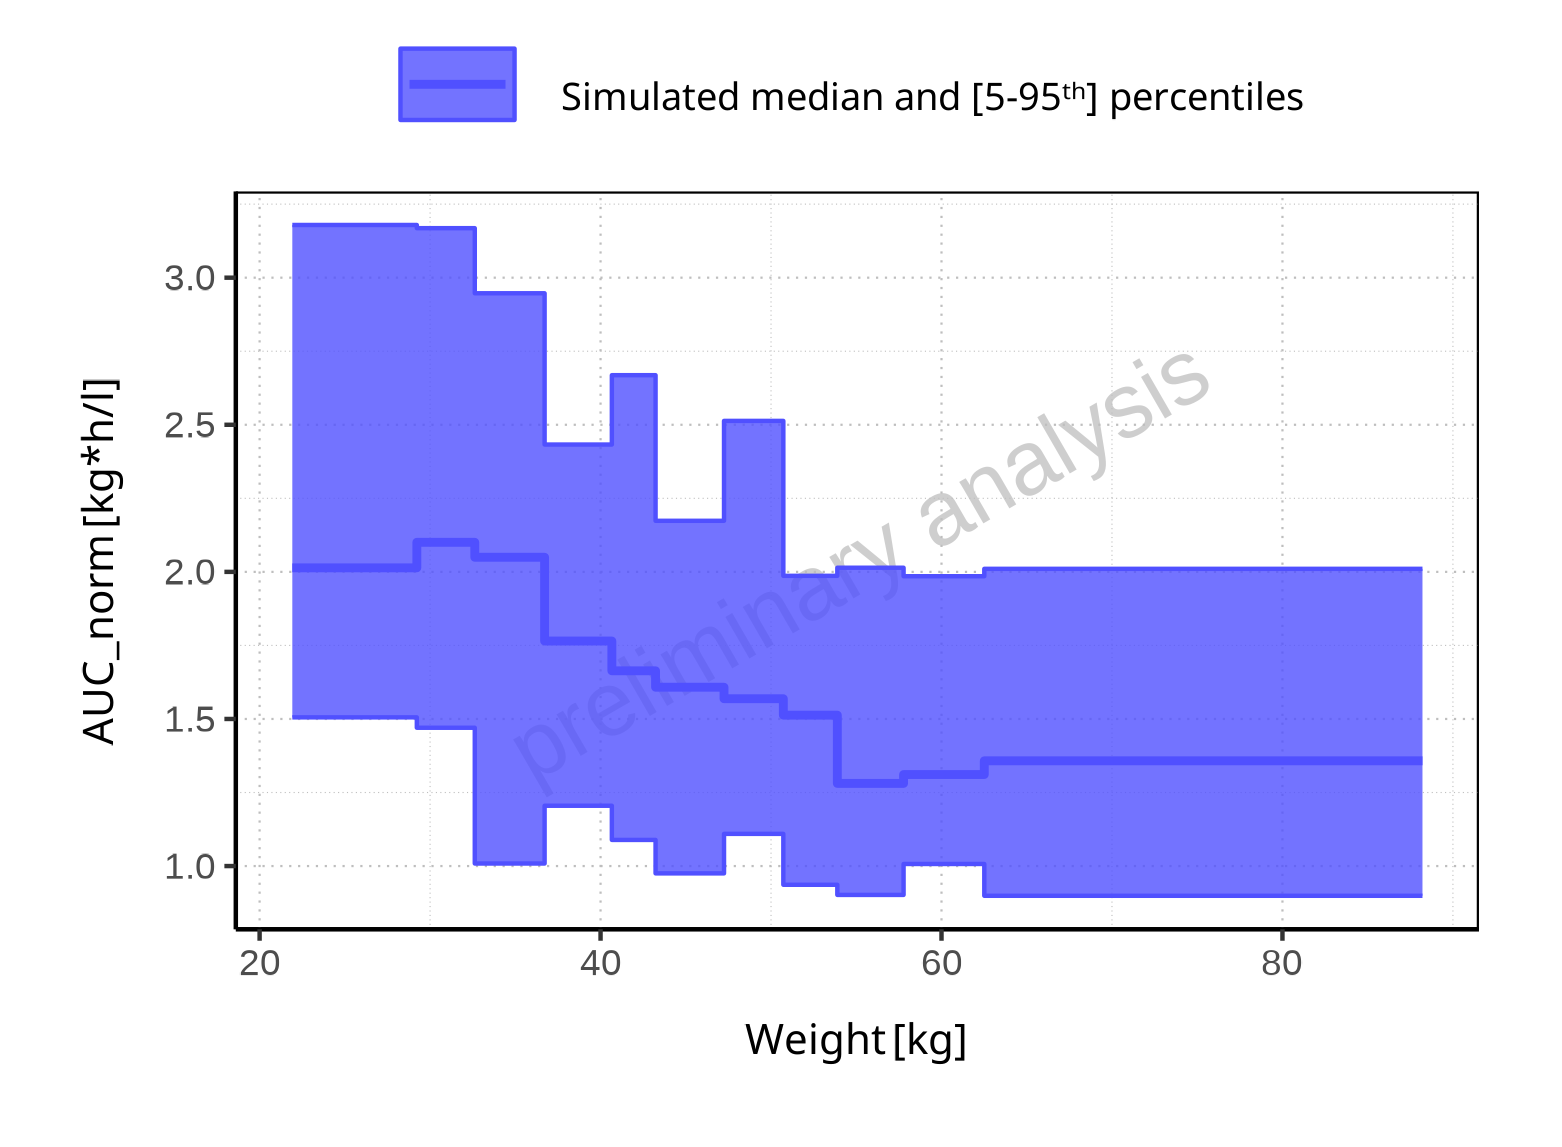 Simulated median and [5-95ᵗʰ] percentiles
3.0
2.5
2.0
1.5
1.0
AUC_norm [kg*h/l]
preliminary analysis
20 40 60 80
Weight [kg]